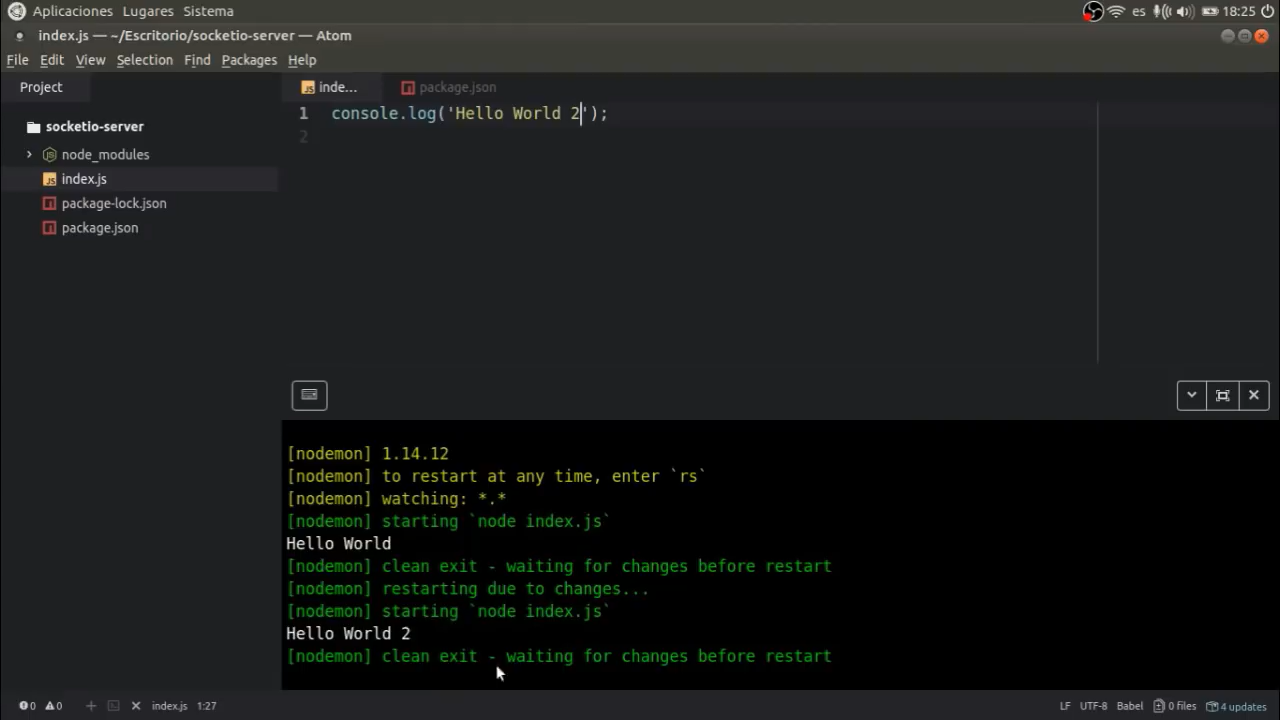 Aplicaciones Lugares Sistema es 18:25
index.js — ~/Escritorio/socketio-server — Atom
File Edit View Selection Find Packages Help
Project inde... package.json
1 console.log('Hello World 2');
2
socketio-server
node_modules
index.js
package-lock.json
package.json
[nodemon] 1.14.12
[nodemon] to restart at any time, enter `rs`
[nodemon] watching: *.*
[nodemon] starting `node index.js`
Hello World
[nodemon] clean exit - waiting for changes before restart
[nodemon] restarting due to changes...
[nodemon] starting `node index.js`
Hello World 2
[nodemon] clean exit - waiting for changes before restart
0 0 index.js 1:27 LF UTF-8 Babel 0 files 4 updates